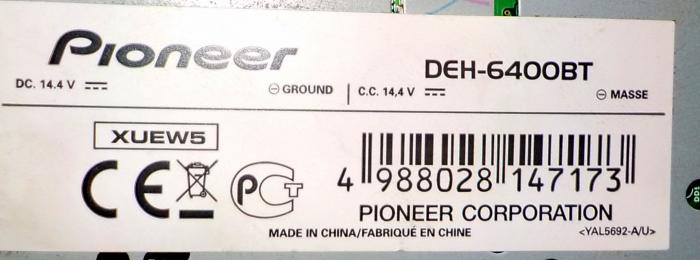 Pioneer
DEH-6400BT
DC. 14.4 V ⊖ GROUND | C.C. 14,4 V ⊖ MASSE
XUEW5
CE
PCT
4 988028 147173
PIONEER CORPORATION
MADE IN CHINA/FABRIQUÉ EN CHINE
<YAL5692-A/U>